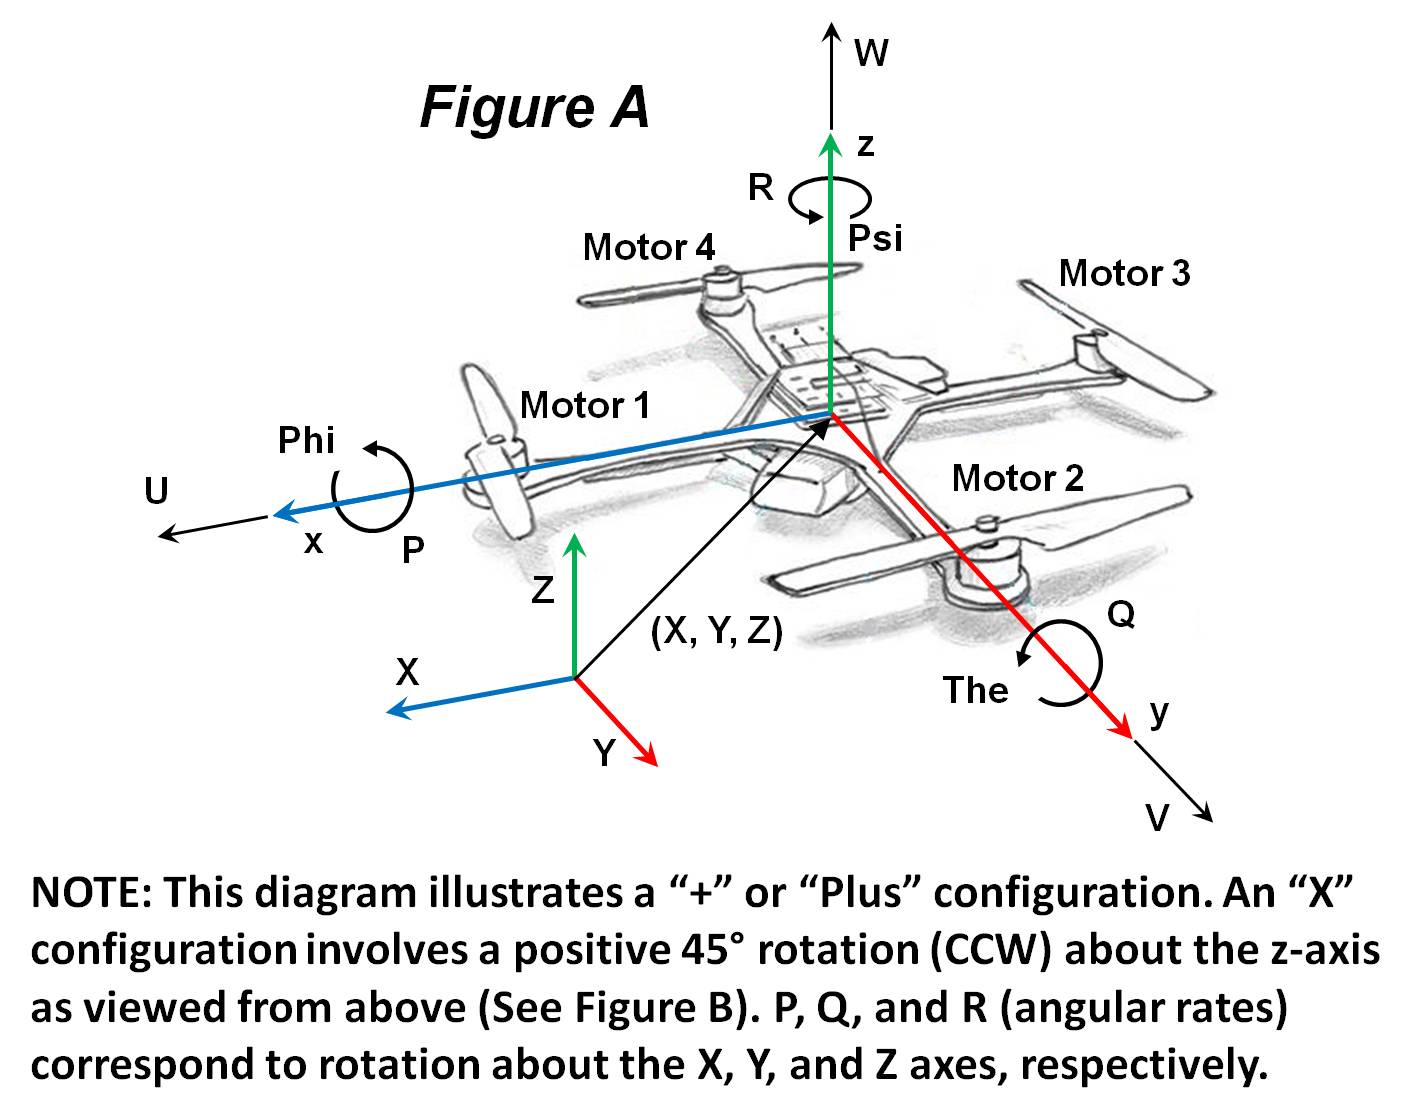 W
Figure A
z
R
Psi
Motor 4
Motor 3
Motor 1
Phi
Motor 2
U
x
P
Z
Q
(X, Y, Z)
X
The
y
Y
V
NOTE: This diagram illustrates a “+” or “Plus” configuration. An “X”
configuration involves a positive 45° rotation (CCW) about the z-axis
as viewed from above (See Figure B). P, Q, and R (angular rates)
correspond to rotation about the X, Y, and Z axes, respectively.